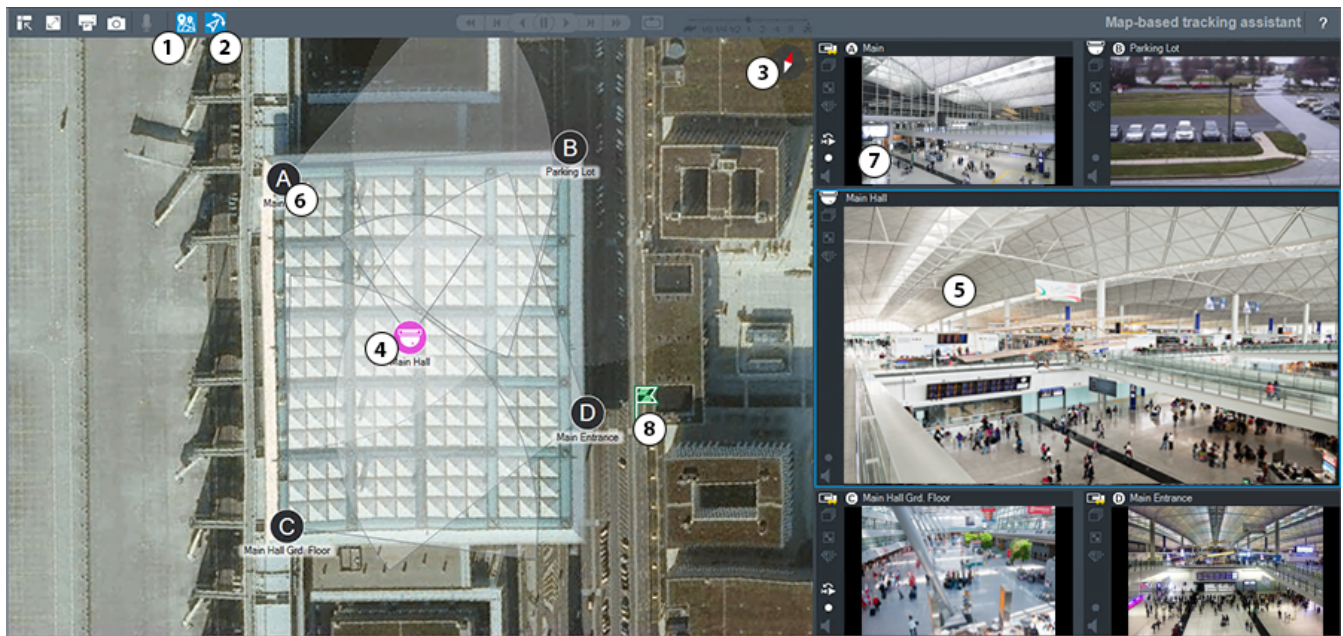 Map-based tracking assistant ?
1
2
3
A Main
B Parking Lot
7
B
Parking Lot
A
Main
6
Main Hall
5
4
Main Hall
D
Main Entrance
8
C
Main Hall Grd. Floor
C Main Hall Grd. Floor
D Main Entrance